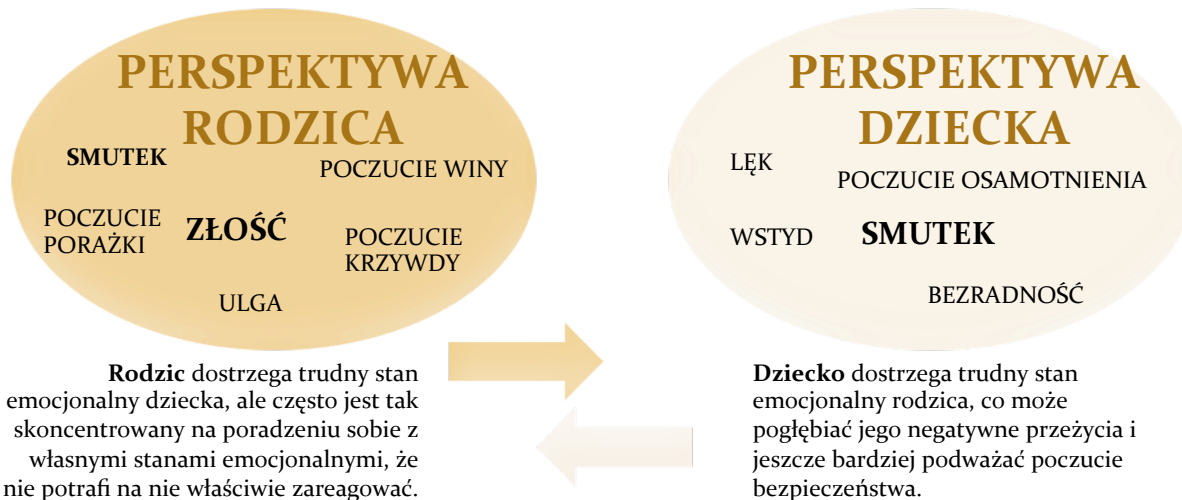 PERSPEKTYWA
RODZICA
SMUTEK
POCZUCIE WINY
POCZUCIE
PORAŻKI
ZŁOŚĆ
POCZUCIE
KRZYWDY
ULGA
Rodzic dostrzega trudny stan
emocjonalny dziecka, ale często jest tak
skoncentrowany na poradzeniu sobie z
własnymi stanami emocjonalnymi, że
nie potrafi na nie właściwie zareagować.
PERSPEKTYWA
DZIECKA
LĘK
POCZUCIE OSAMOTNIENIA
WSTYD
SMUTEK
BEZRADNOŚĆ
Dziecko dostrzega trudny stan
emocjonalny rodzica, co może
pogłębiać jego negatywne przeżycia i
jeszcze bardziej podważać poczucie
bezpieczeństwa.